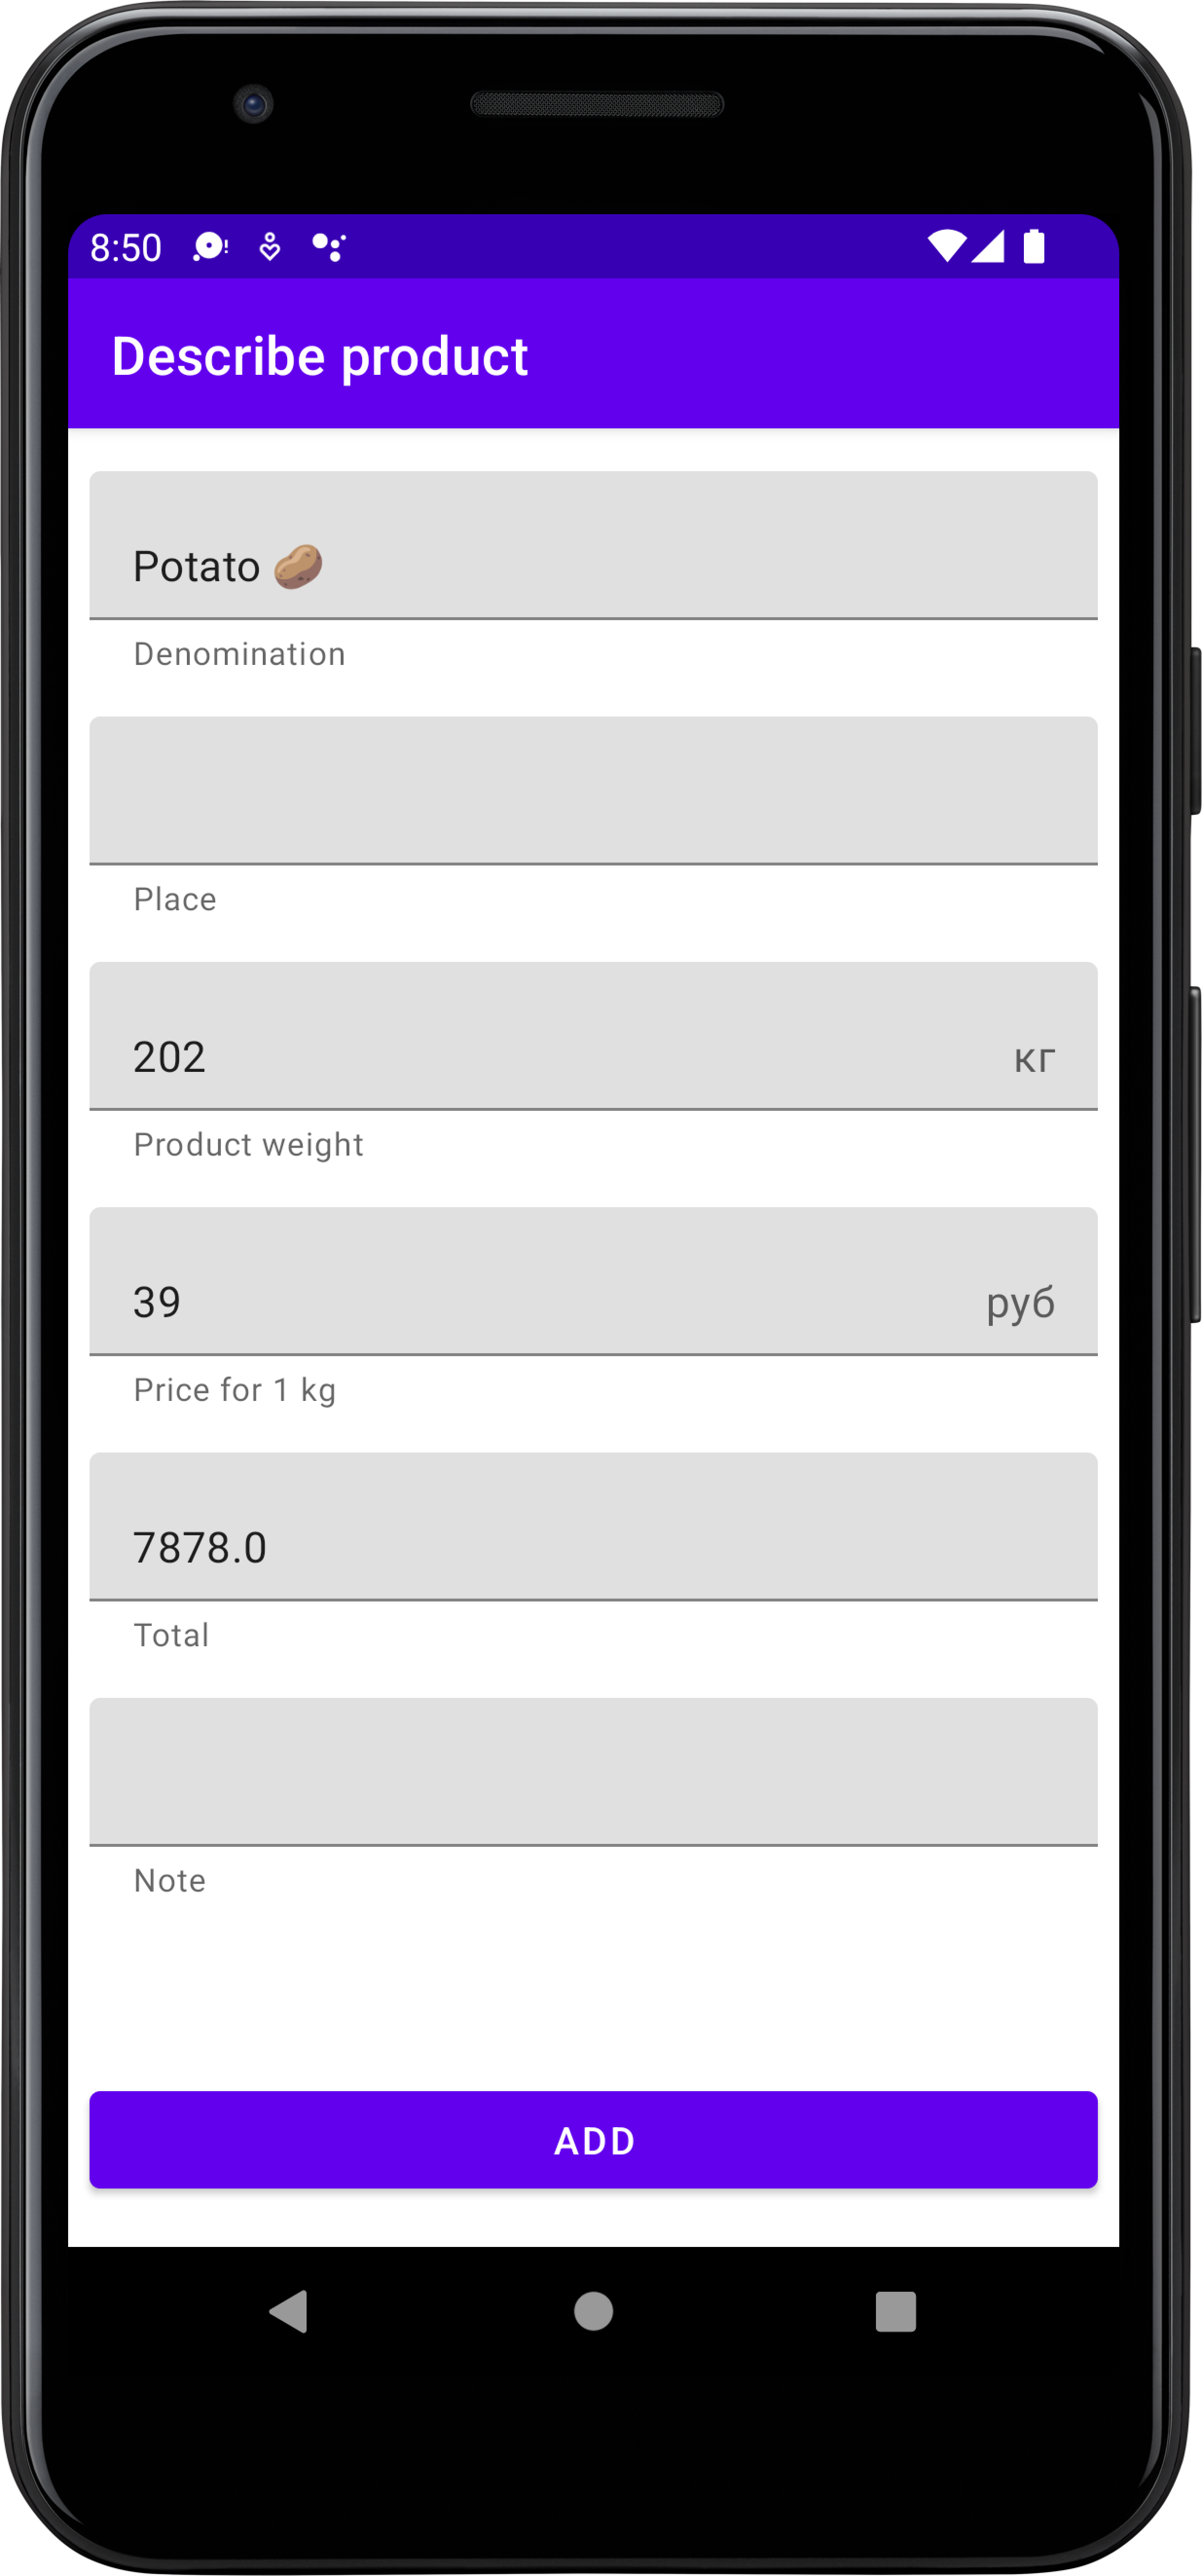 8:50
Describe product
Potato 🥔
Denomination
Place
202 кг
Product weight
39 руб
Price for 1 kg
7878.0
Total
Note
ADD